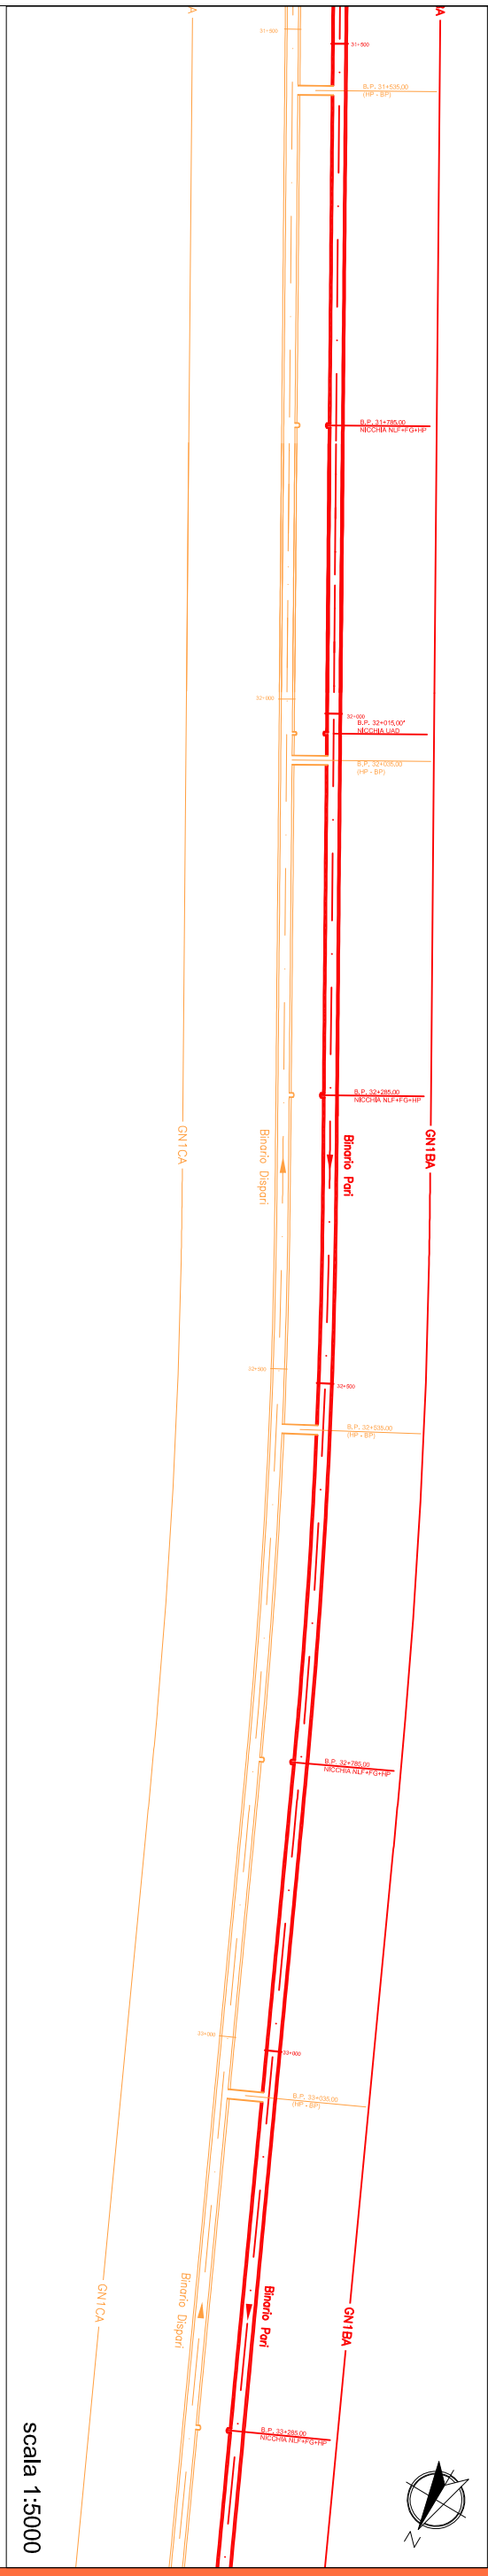 A
BA
31+500
31+500
B.P. 31+535,00
(HP - BP)
B.P. 31+785,00
NICCHIA NLF+FG+HP
32+000
32+000
B.P. 32+015,00*
NICCHIA UAD
B.P. 32+035,00
(HP - BP)
B.P. 32+285,00
NICCHIA NLF+FG+HP
GN1CA
Binario Dispari
Binario Pari
GN1BA
32+500
32+500
B.P. 32+535,00
(HP - BP)
B.P. 32+785,00
NICCHIA NLF+FG+HP
33+000
33+000
B.P. 33+035,00
(HP - BP)
GN1CA
Binario Dispari
Binario Pari
GN1BA
B.P. 33+285,00
NICCHIA NLF+FG+HP
scala 1:5000
N